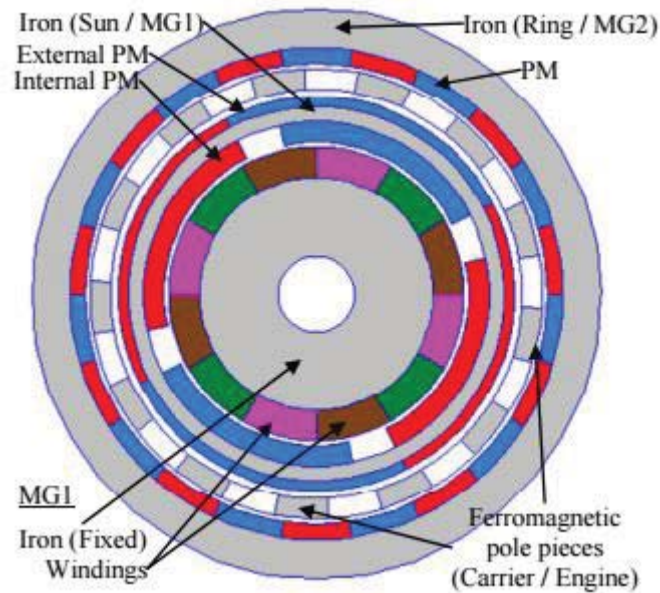 Iron (Sun / MG1)
External PM
Internal PM
Iron (Ring / MG2)
PM
MG1
Iron (Fixed)
Windings
Ferromagnetic
pole pieces
(Carrier / Engine)